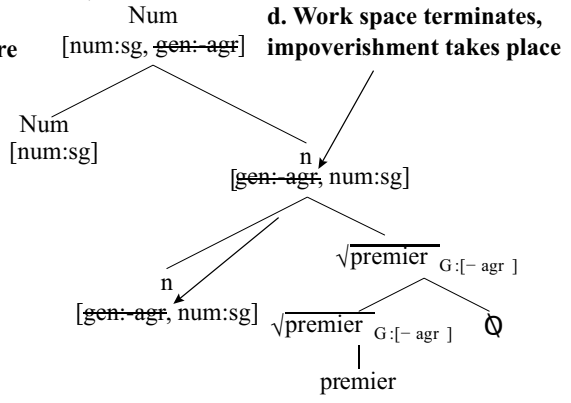 Num
d. Work space terminates,
re
[num:sg, gen:-agr]
impoverishment takes place
Num
[num:sg]
n
[gen:-agr, num:sg]
√premier G:[− agr ]
n
[gen:-agr, num:sg]
√premier G:[− agr ]
∅
premier